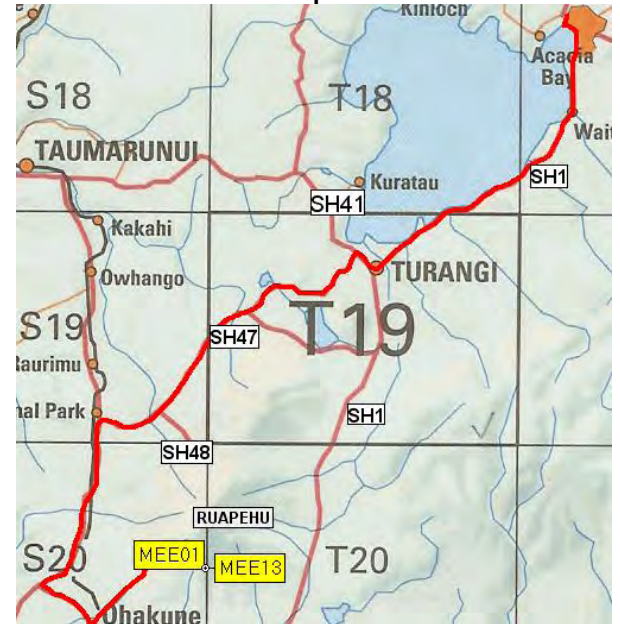 Kinloch
Acacia
Bay
S18
T18
TAUMARUNUI
Wait
Kuratau
SH1
SH41
Kakahi
TURANGI
Owhango
S19
T19
SH47
Raurimu
nal Park
SH1
SH48
RUAPEHU
S20
MEE01
MEE13
T20
Ohakune